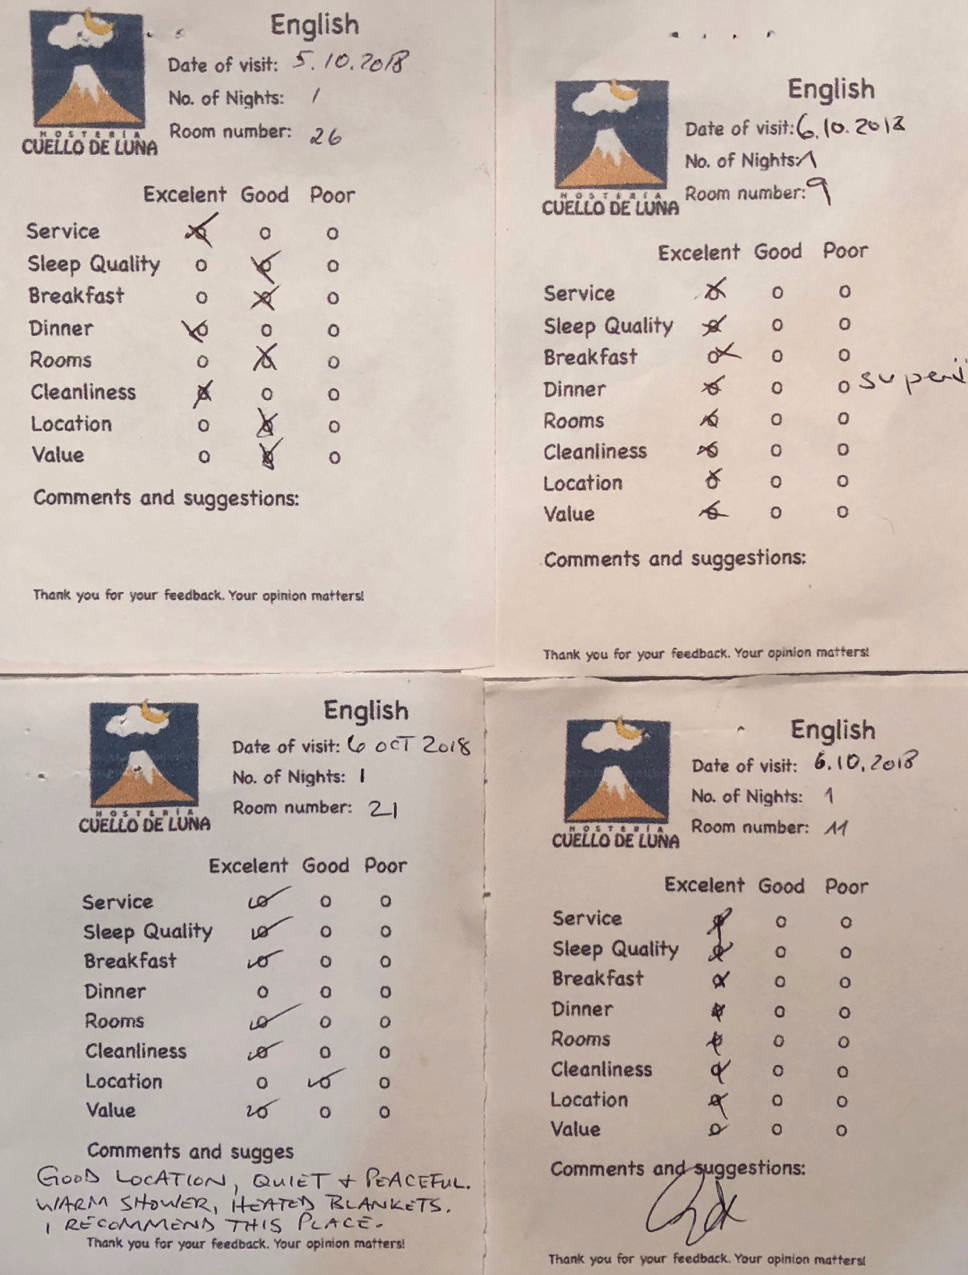 English
Date of visit: 5.10.2018
No. of Nights: 1
Room number: 26
HOSTERÍA
CUELLO DE LUNA
Excelent Good Poor
Service
Sleep Quality
Breakfast
Dinner
Rooms
Cleanliness
Location
Value
Comments and suggestions:
Thank you for your feedback. Your opinion matters!
English
Date of visit: 6.10.2018
No. of Nights: 1
Room number: 9
HOSTERÍA
CUELLO DE LUNA
Excelent Good Poor
Service
Sleep Quality
Breakfast
Dinner
Rooms
Cleanliness
Location
Value
Comments and suggestions:
Thank you for your feedback. Your opinion matters!
English
Date of visit: 6 OCT 2018
No. of Nights: 1
Room number: 21
HOSTERÍA
CUELLO DE LUNA
Excelent Good Poor
Service
Sleep Quality
Breakfast
Dinner
Rooms
Cleanliness
Location
Value
Comments and sugges
GOOD LOCATION, QUIET + PEACEFUL.
WARM SHOWER, HEATED BLANKETS.
I RECOMMEND THIS PLACE.
Thank you for your feedback. Your opinion matters!
English
Date of visit: 6.10.2018
No. of Nights: 1
Room number: 11
HOSTERÍA
CUELLO DE LUNA
Excelent Good Poor
Service
Sleep Quality
Breakfast
Dinner
Rooms
Cleanliness
Location
Value
Comments and suggestions:
Thank you for your feedback. Your opinion matters!